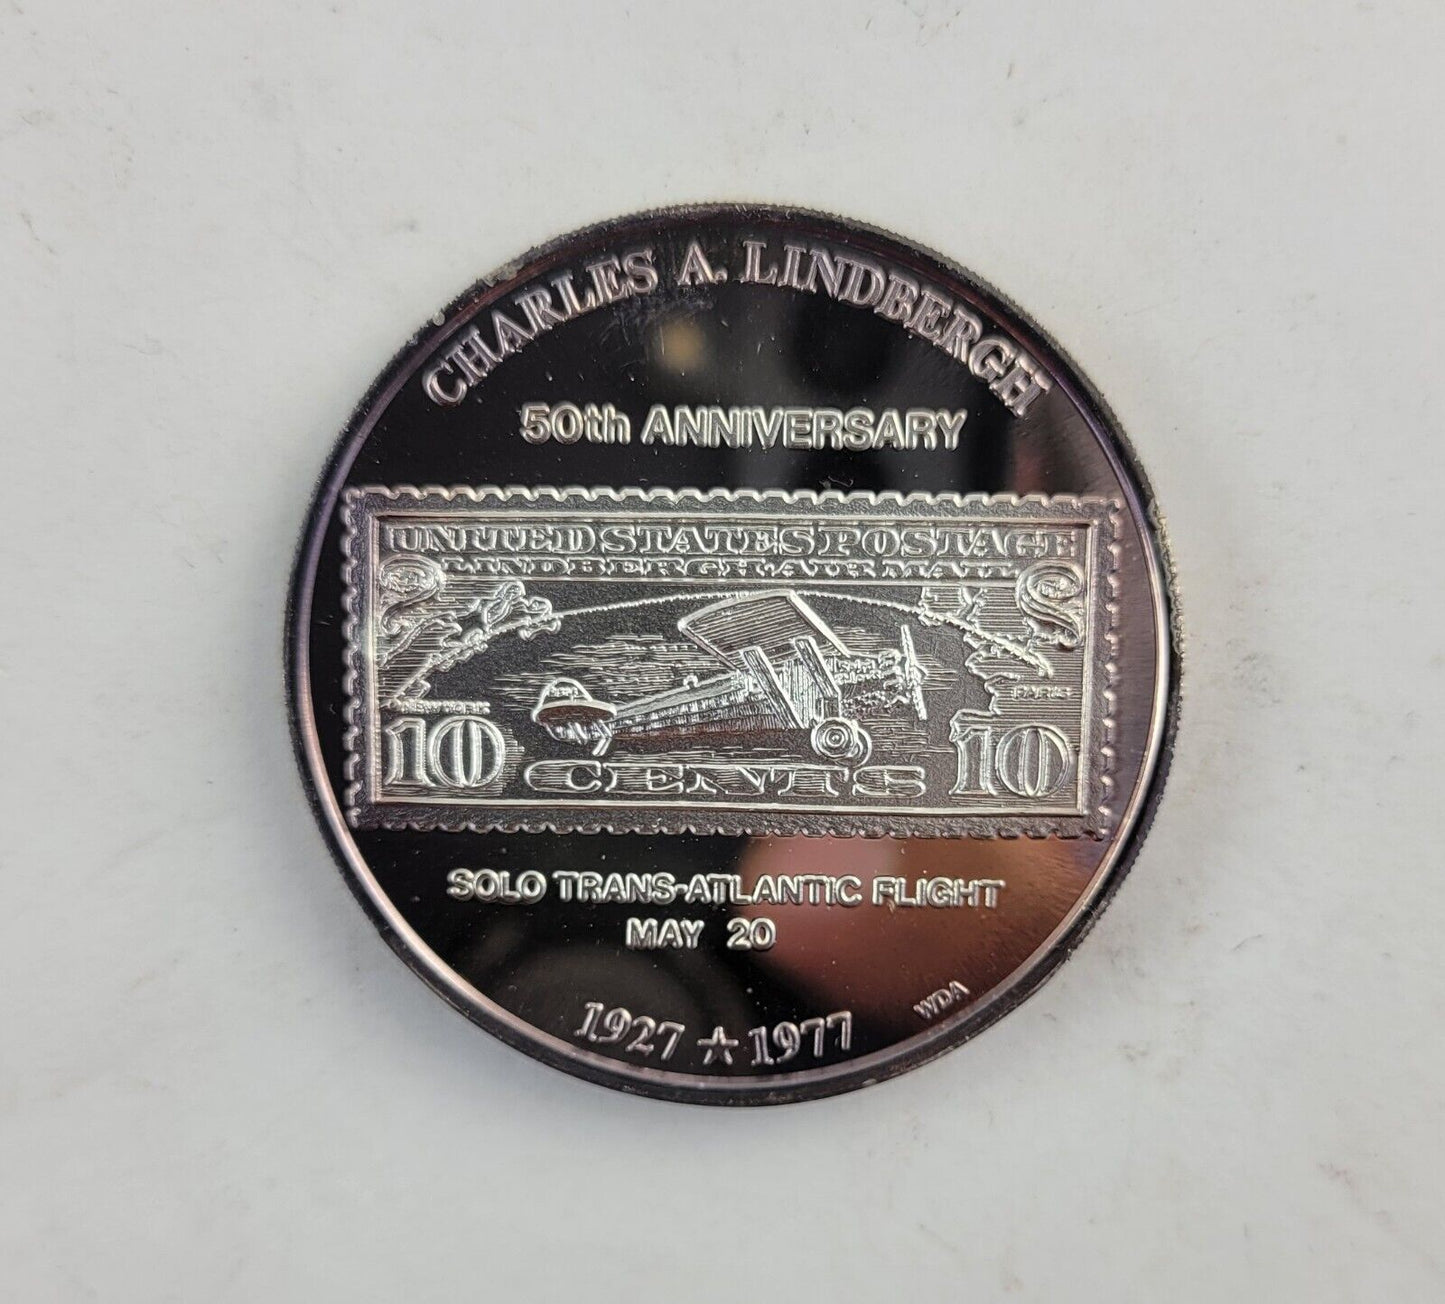 CHARLES A. LINDBERGH
50th ANNIVERSARY
UNITED STATES POSTAGE
LINDBERGH AIR MAIL
NEW YORK
PARIS
10 CENTS 10
SOLO TRANS-ATLANTIC FLIGHT
MAY 20
WDA
1927 ★ 1977